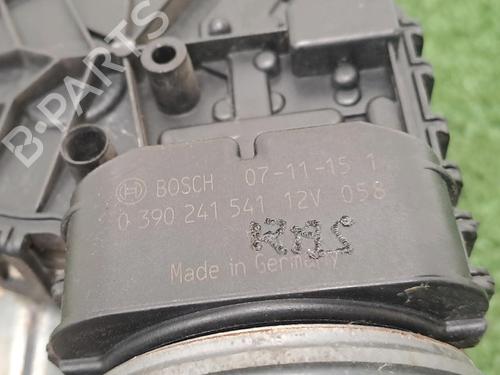 B-PARTS
BOSCH 07-11-15 1
0 390 241 541 12V 058
Made in Germany